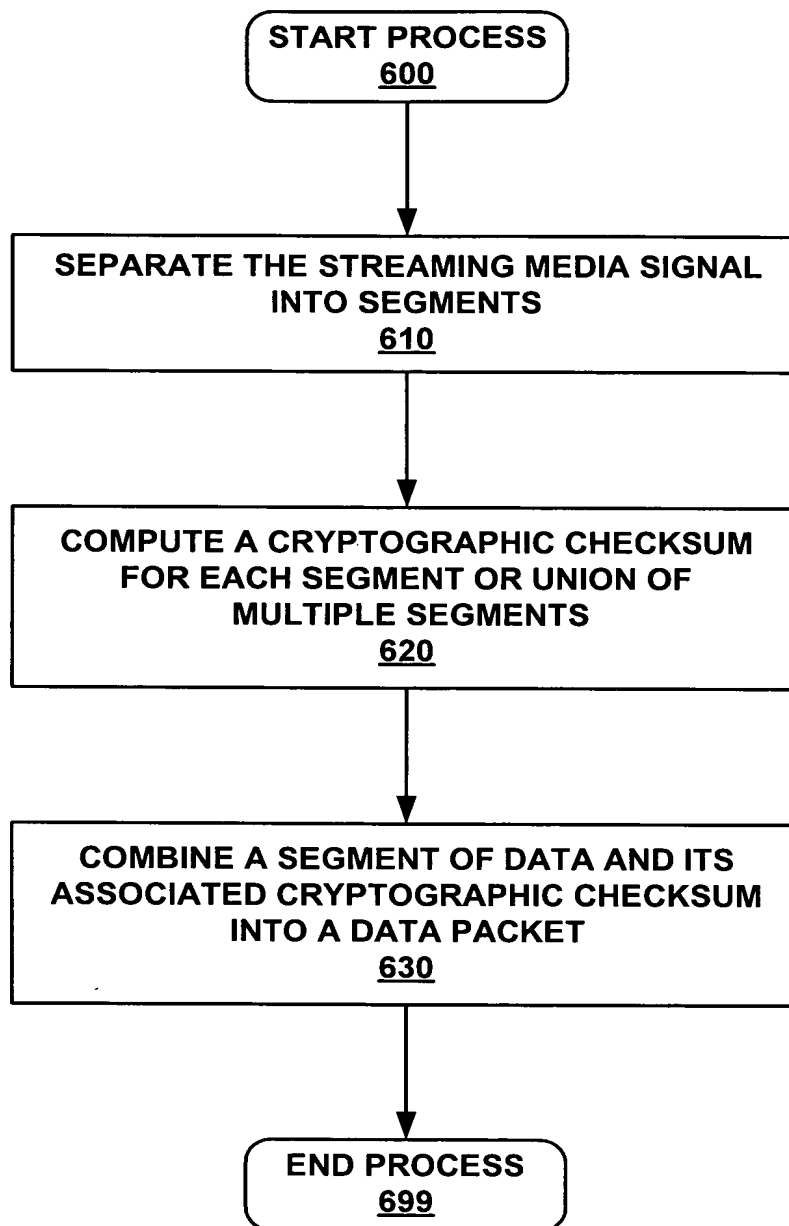 START PROCESS
600
SEPARATE THE STREAMING MEDIA SIGNAL
INTO SEGMENTS
610
COMPUTE A CRYPTOGRAPHIC CHECKSUM
FOR EACH SEGMENT OR UNION OF
MULTIPLE SEGMENTS
620
COMBINE A SEGMENT OF DATA AND ITS
ASSOCIATED CRYPTOGRAPHIC CHECKSUM
INTO A DATA PACKET
630
END PROCESS
699